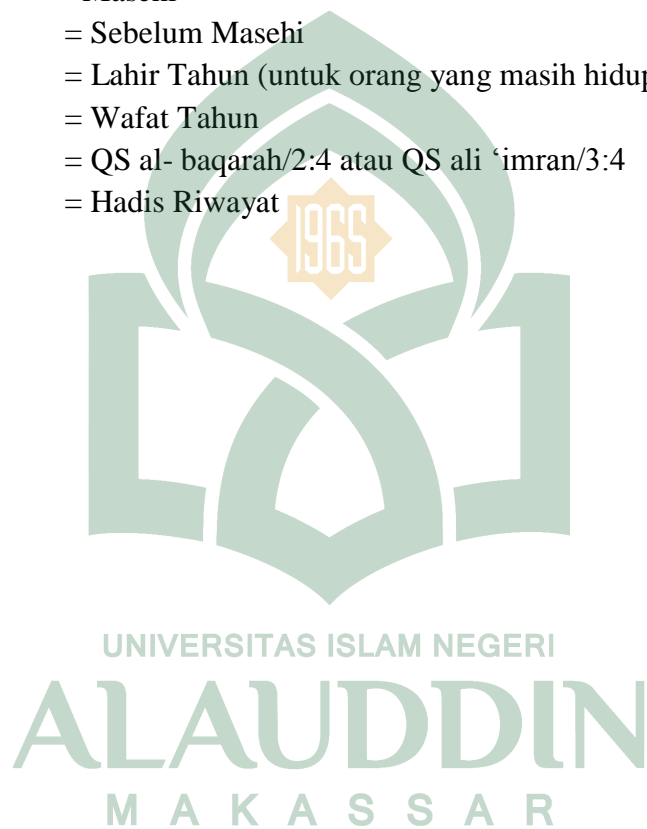 = Sebelum Masehi
= Lahir Tahun (untuk orang yang masih hidup
= Wafat Tahun
= QS al- baqarah/2:4 atau QS ali ‘imran/3:4
= Hadis Riwayat
1965
UNIVERSITAS ISLAM NEGERI
ALAUDDIN
MAKASSAR